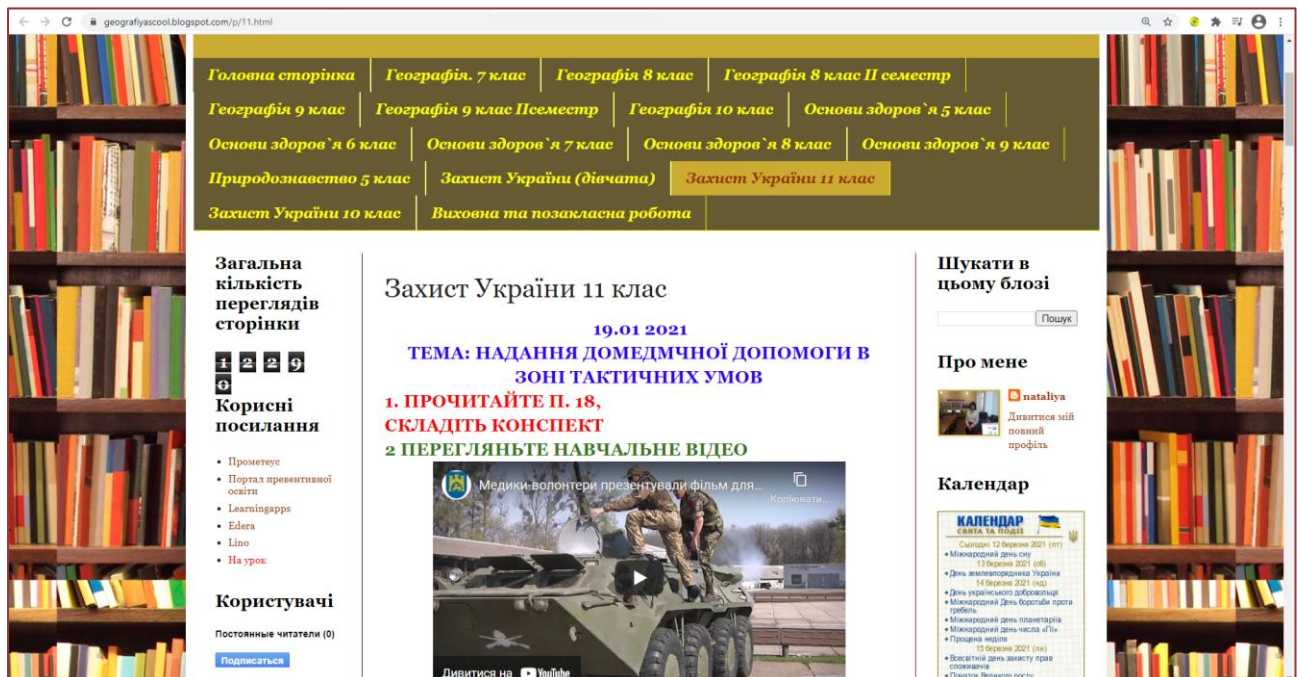 geografiyascool.blogspot.com/p/11.html
Головна сторінка
Географія. 7 клас
Географія 8 клас
Географія 8 клас ІІ семестр
Географія 9 клас
Географія 9 клас ІІсеместр
Географія 10 клас
Основи здоров`я 5 клас
Основи здоров`я 6 клас
Основи здоров`я 7 клас
Основи здоров`я 8 клас
Основи здоров`я 9 клас
Природознавство 5 клас
Захист України (дівчата)
Захист України 11 клас
Захист України 10 клас
Виховна та позакласна робота
Загальна
кількість
переглядів
сторінки
1 2 2 9
0
Корисні
посилання
Прометеус
Портал превентивної
освіти
Learningapps
Edera
Lino
На урок
Користувачі
Постоянные читатели (0)
Подписаться
Захист України 11 клас
19.01 2021
ТЕМА: НАДАННЯ ДОМЕДМЧНОЇ ДОПОМОГИ В
ЗОНІ ТАКТИЧНИХ УМОВ
1. ПРОЧИТАЙТЕ П. 18,
СКЛАДІТЬ КОНСПЕКТ
2 ПЕРЕГЛЯНЬТЕ НАВЧАЛЬНЕ ВІДЕО
Медики-волонтери презентували фільм для...
Копіювати...
Дивитися на YouTube
Шукати в
цьому блозі
Пошук
Про мене
nataliya
Дивитися мій
повний
профіль
Календар
КАЛЕНДАР
СВЯТА ТА ПОДІЇ
Сьогодні 12 березня 2021 (пт)
Міжнародний день сну
13 березня 2021 (сб)
День землевпорядника України
14 березня 2021 (нд)
День українського добровольця
Міжнародний День боротьби проти
гребель
Міжнародний день планетаріїв
Міжнародний день числа «Пі»
Прощена неділя
15 березня 2021 (пн)
Всесвітній день захисту прав
споживачів
Початок Великого посту